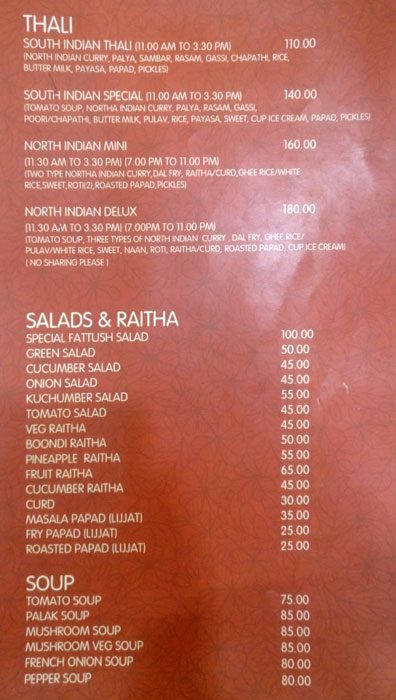 THALI
SOUTH INDIAN THALI (11.00 AM TO 3.30 PM) 110.00
(NORTH INDIAN CURRY, PALYA, SAMBAR, RASAM, GASSI, CHAPATHI, RICE,
BUTTER MILK, PAYASA, PAPAD, PICKLES)
SOUTH INDIAN SPECIAL (11.00 AM TO 3.30 PM) 140.00
(TOMATO SOUP, NORTHA INDIAN CURRY, PALYA, RASAM, GASSI,
POORI/CHAPATHI, BUTTER MILK, PULAV, RICE, PAYASA, SWEET, CUP ICE CREAM, PAPAD, PICKLES)
NORTH INDIAN MINI 160.00
(11.30 AM TO 3.30 PM) (7.00 PM TO 11.00 PM)
(TWO TYPE NORTHA INDIAN CURRY,DAL FRY, RAITHA/CURD,GHEE RICE/WHITE
RICE,SWEET,ROTI(2),ROASTED PAPAD,PICKLES)
NORTH INDIAN DELUX 180.00
(11.30 AM TO 3.30 PM) (7.00PM TO 11.00 PM)
(TOMATO SOUP, THREE TYPES OF NORTH INDIAN CURRY , DAL FRY, GHEE RICE/
PULAV/WHITE RICE, SWEET, NAAN, ROTI, RAITHA/CURD, ROASTED PAPAD, CUP ICE CREAM)
( NO SHARING PLEASE )
SALADS & RAITHA
SPECIAL FATTUSH SALAD 100.00
GREEN SALAD 50.00
CUCUMBER SALAD 45.00
ONION SALAD 45.00
KUCHUMBER SALAD 55.00
TOMATO SALAD 45.00
VEG RAITHA 45.00
BOONDI RAITHA 50.00
PINEAPPLE RAITHA 55.00
FRUIT RAITHA 65.00
CUCUMBER RAITHA 45.00
CURD 30.00
MASALA PAPAD (LIJJAT) 35.00
FRY PAPAD (LIJJAT) 25.00
ROASTED PAPAD (LIJJAT) 25.00
SOUP
TOMATO SOUP 75.00
PALAK SOUP 85.00
MUSHROOM SOUP 85.00
MUSHROOM VEG SOUP 85.00
FRENCH ONION SOUP 80.00
PEPPER SOUP 80.00